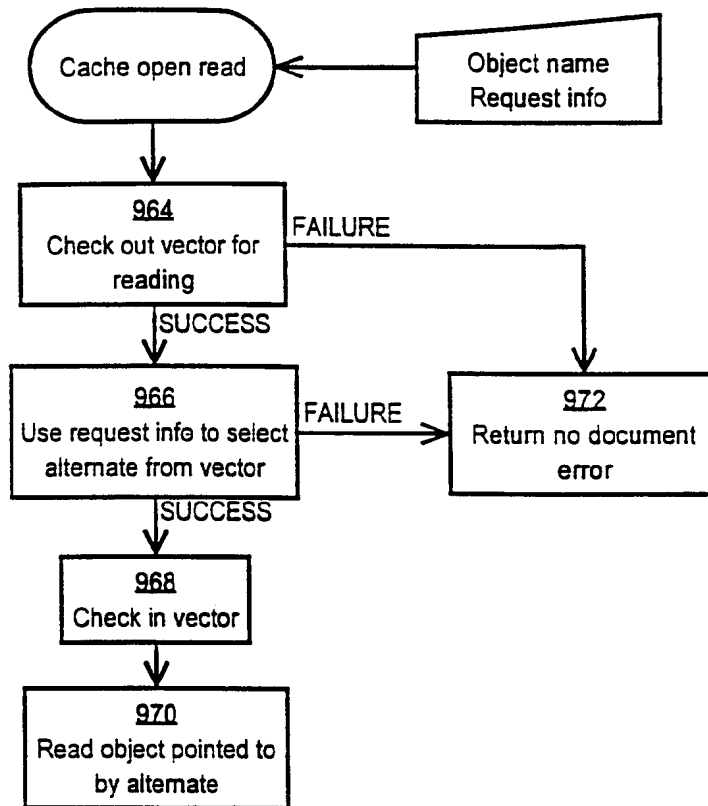 Cache open read
Object name
Request info
964
Check out vector for
reading
FAILURE
SUCCESS
966
Use request info to select
alternate from vector
FAILURE
972
Return no document
error
SUCCESS
968
Check in vector
970
Read object pointed to
by alternate